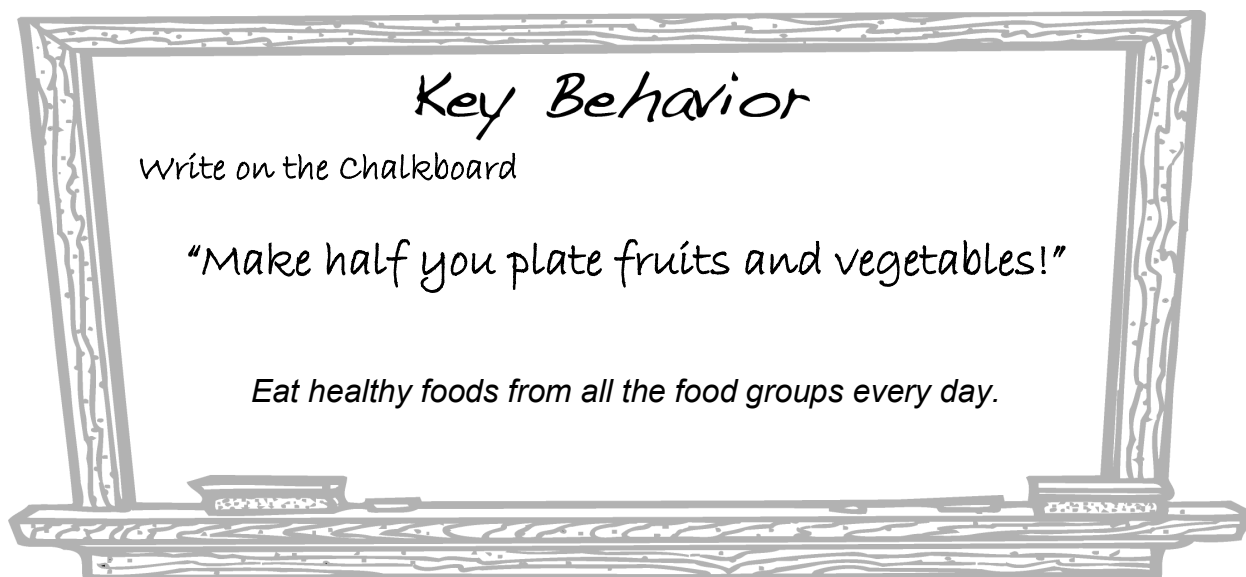 Key Behavior
Write on the Chalkboard
“Make half you plate fruits and vegetables!”
Eat healthy foods from all the food groups every day.